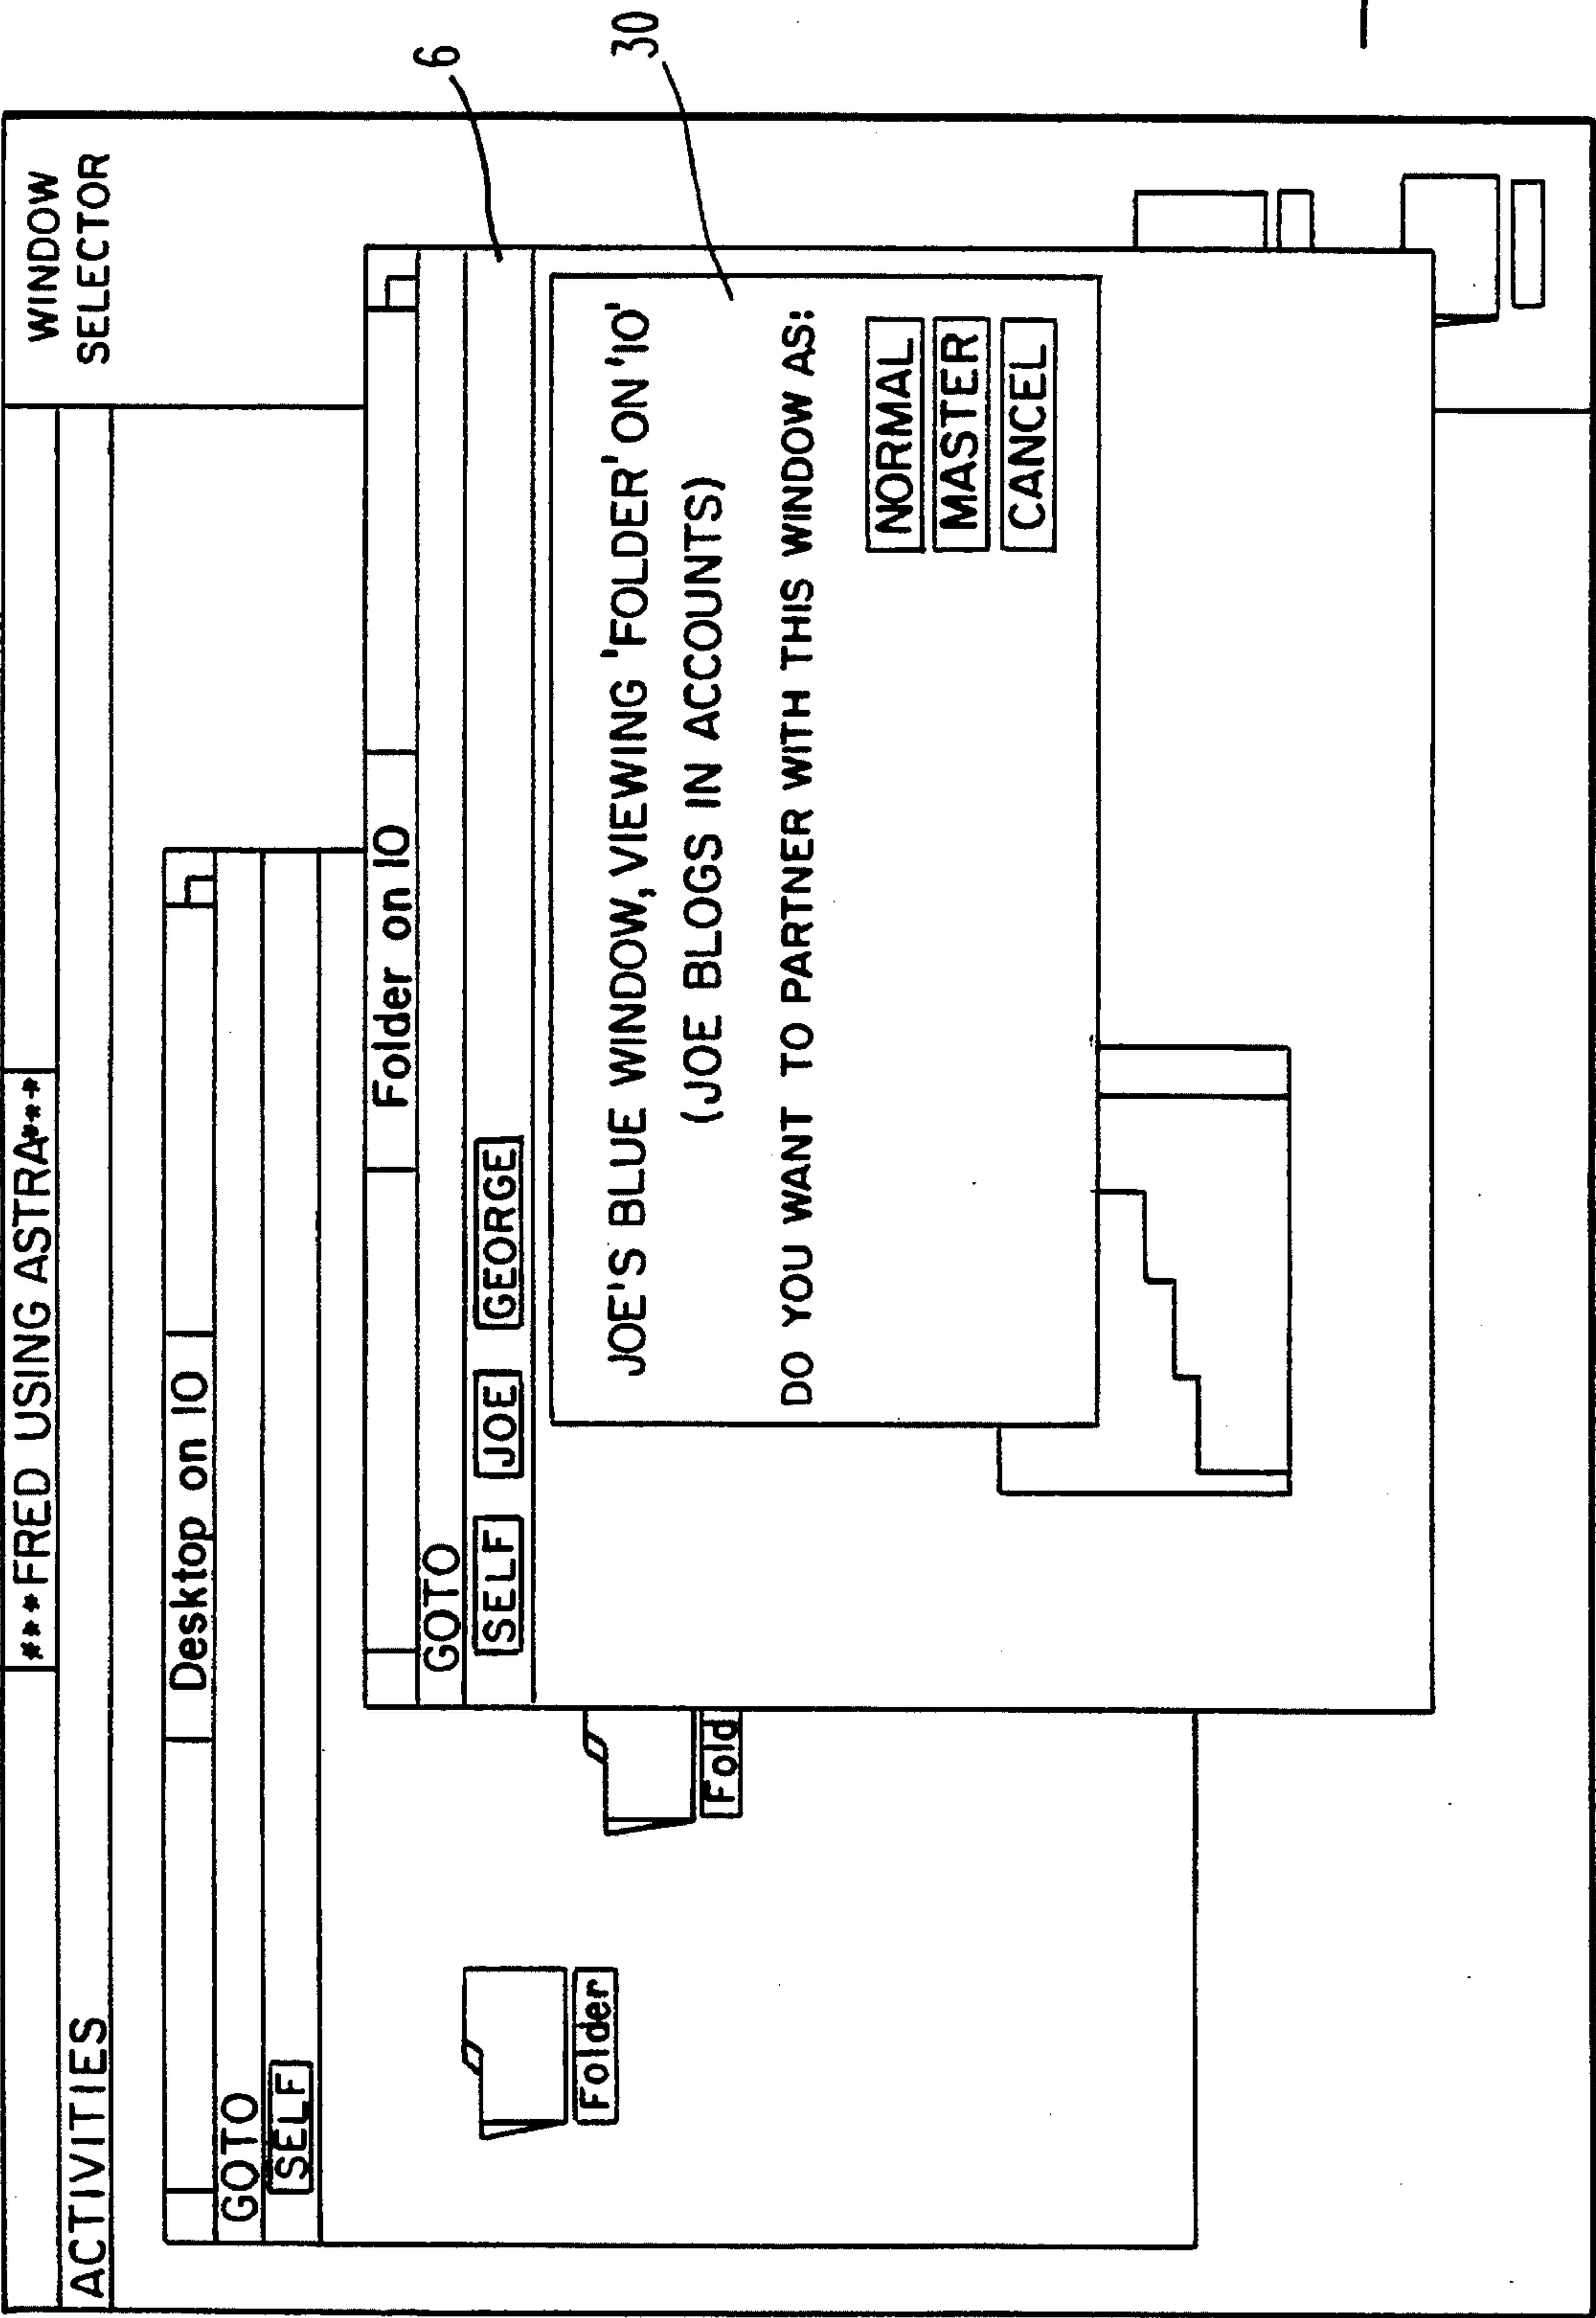 ***FRED USING ASTRA***
WINDOW
SELECTOR
ACTIVITIES
Desktop on IO
GOTO
SELF
Folder
Fold
Folder on IO
GOTO
SELF JOE GEORGE
6
JOE'S BLUE WINDOW, VIEWING 'FOLDER' ON 'IO'
(JOE BLOGS IN ACCOUNTS)
30
DO YOU WANT TO PARTNER WITH THIS WINDOW AS:
NORMAL
MASTER
CANCEL